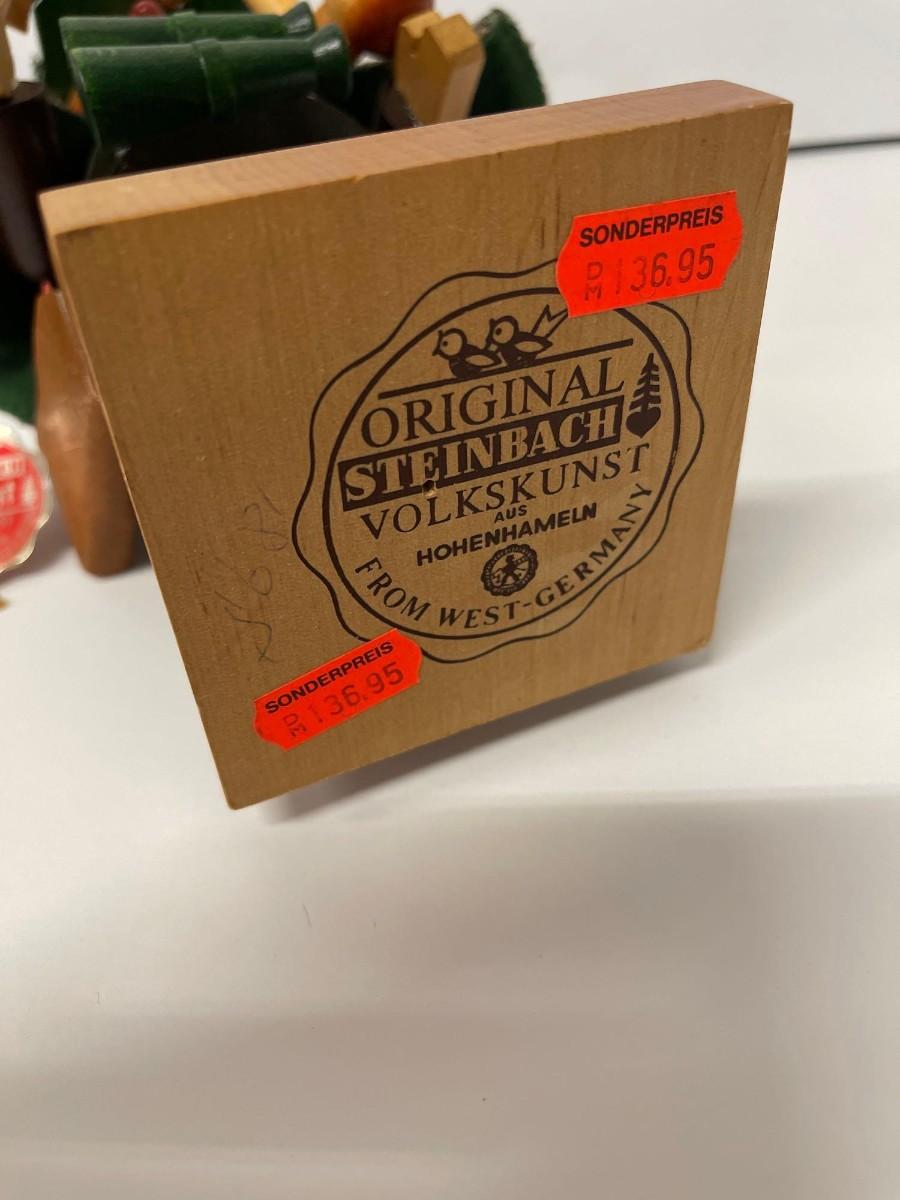 SONDERPREIS
DM 136.95
ORIGINAL
STEINBACH
VOLKSKUNST
AUS
HOHENHAMELN
FROM WEST-GERMANY
SONDERPREIS
DM 136.95